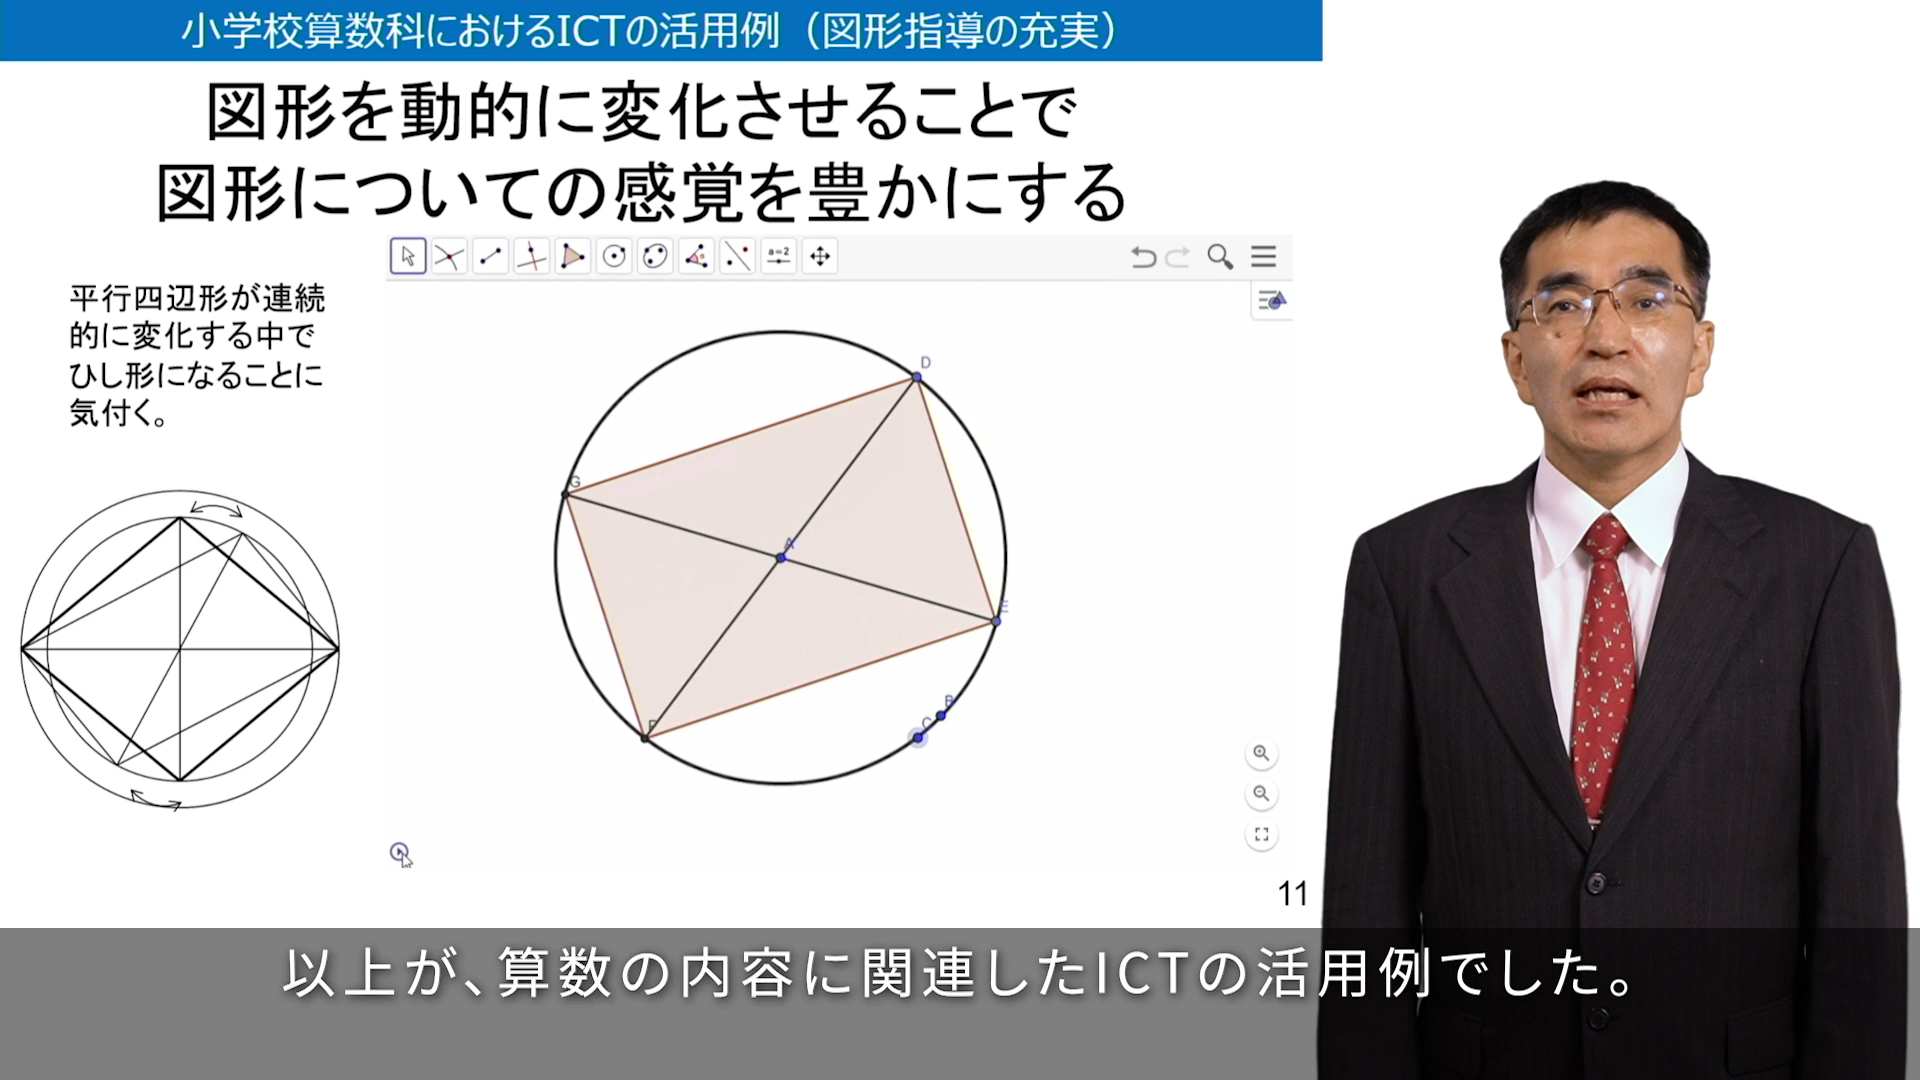 小学校算数科におけるICTの活用例（図形指導の充実）
図形を動的に変化させることで
図形についての感覚を豊かにする
a=2
平行四辺形が連続
的に変化する中で
ひし形になることに
気付く。
D
G
A
E
B
C
F
11
以上が、算数の内容に関連したICTの活用例でした。